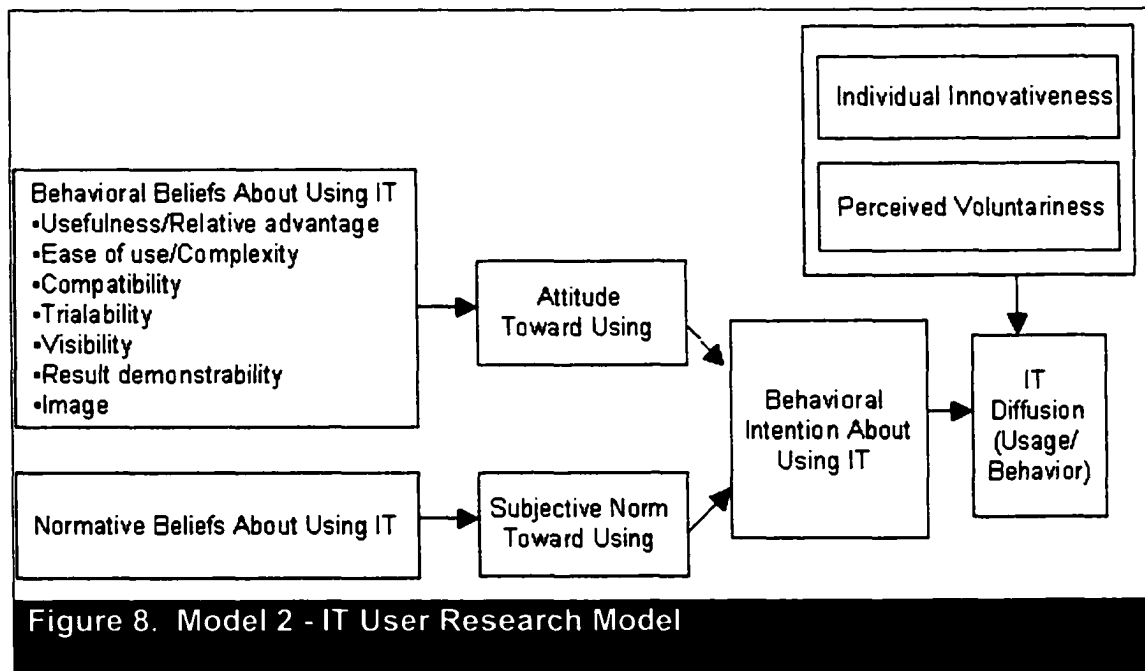 Individual Innovativeness
Perceived Voluntariness
Behavioral Beliefs About Using IT
▪Usefulness/Relative advantage
▪Ease of use/Complexity
▪Compatibility
▪Trialability
▪Visibility
▪Result demonstrability
▪Image
Attitude
Toward Using
Normative Beliefs About Using IT
Subjective Norm
Toward Using
Behavioral
Intention About
Using IT
IT
Diffusion
(Usage/
Behavior)
Figure 8. Model 2 - IT User Research Model